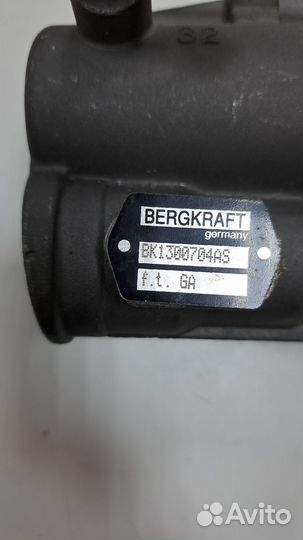 32
BERGKRAFT
germany
BK1300704AS
f.t. GA
Avito